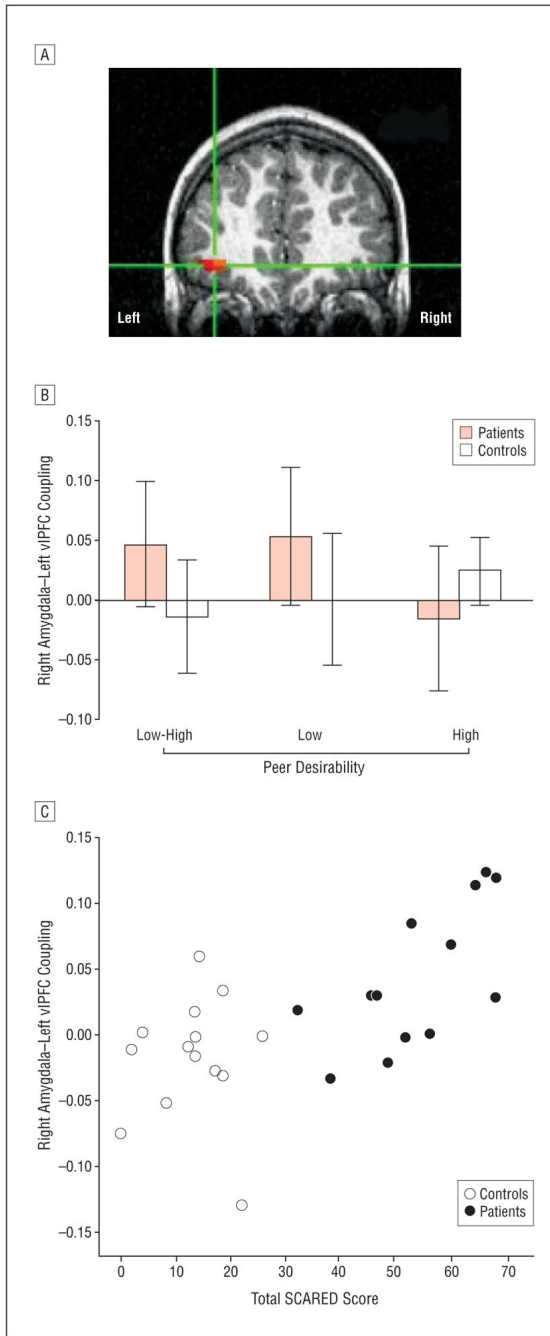 A
Left
Right
B
0.15
0.10
0.05
0.00
−0.05
−0.10
Right Amygdala–Left vlPFC Coupling
Patients
Controls
Low-High
Low
High
Peer Desirability
C
0.15
0.10
0.05
0.00
−0.05
−0.10
−0.15
Right Amygdala–Left vlPFC Coupling
Controls
Patients
0 10 20 30 40 50 60 70
Total SCARED Score